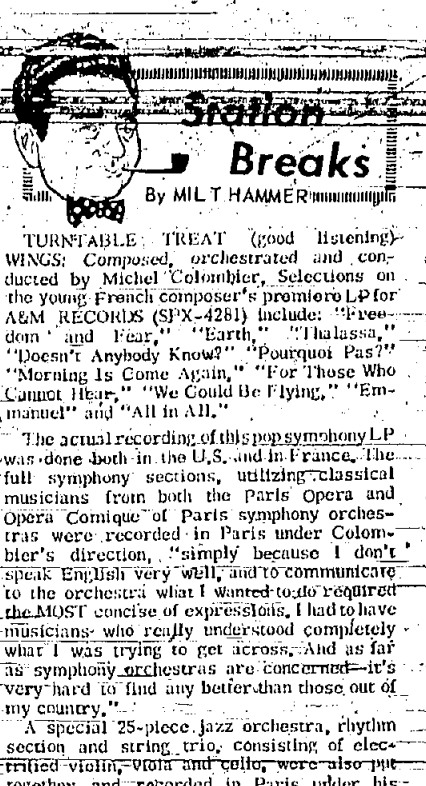 Station
Breaks
By MILT HAMMER
TURNTABLE TREAT (good listening)
WINGS: Composed, orchestrated and con-
ducted by Michel Colombier, Selections on
the young French composer's premiere LP for
A&M RECORDS (SPX-4281) include: "Free-
dom and Fear," "Earth," "Thalassa,"
"Doesn't Anybody Know?" "Pourquoi Pas?"
"Morning Is Come Again," "For Those Who
Cannot Hear," "We Could Be Flying," "Em-
manuel" and "All in All."
The actual recording of this pop symphony LP
was done both in the U.S. and in France. The
full symphony sections, utilizing classical
musicians from both the Paris Opera and
Opera Comique of Paris symphony orches-
tras were recorded in Paris under Colom-
bier's direction, "simply because I don't
speak English very well, and to communicate
to the orchestra what I wanted to do required
the MOST concise of expressions. I had to have
musicians who really understood completely
what I was trying to get across. And as far
as symphony orchestras are concerned—it's
very hard to find any better than those out of
my country."
A special 25-piece jazz orchestra, rhythm
section and string trio, consisting of elec-
trified violin, viola and cello, were also put
together and recorded in Paris under his